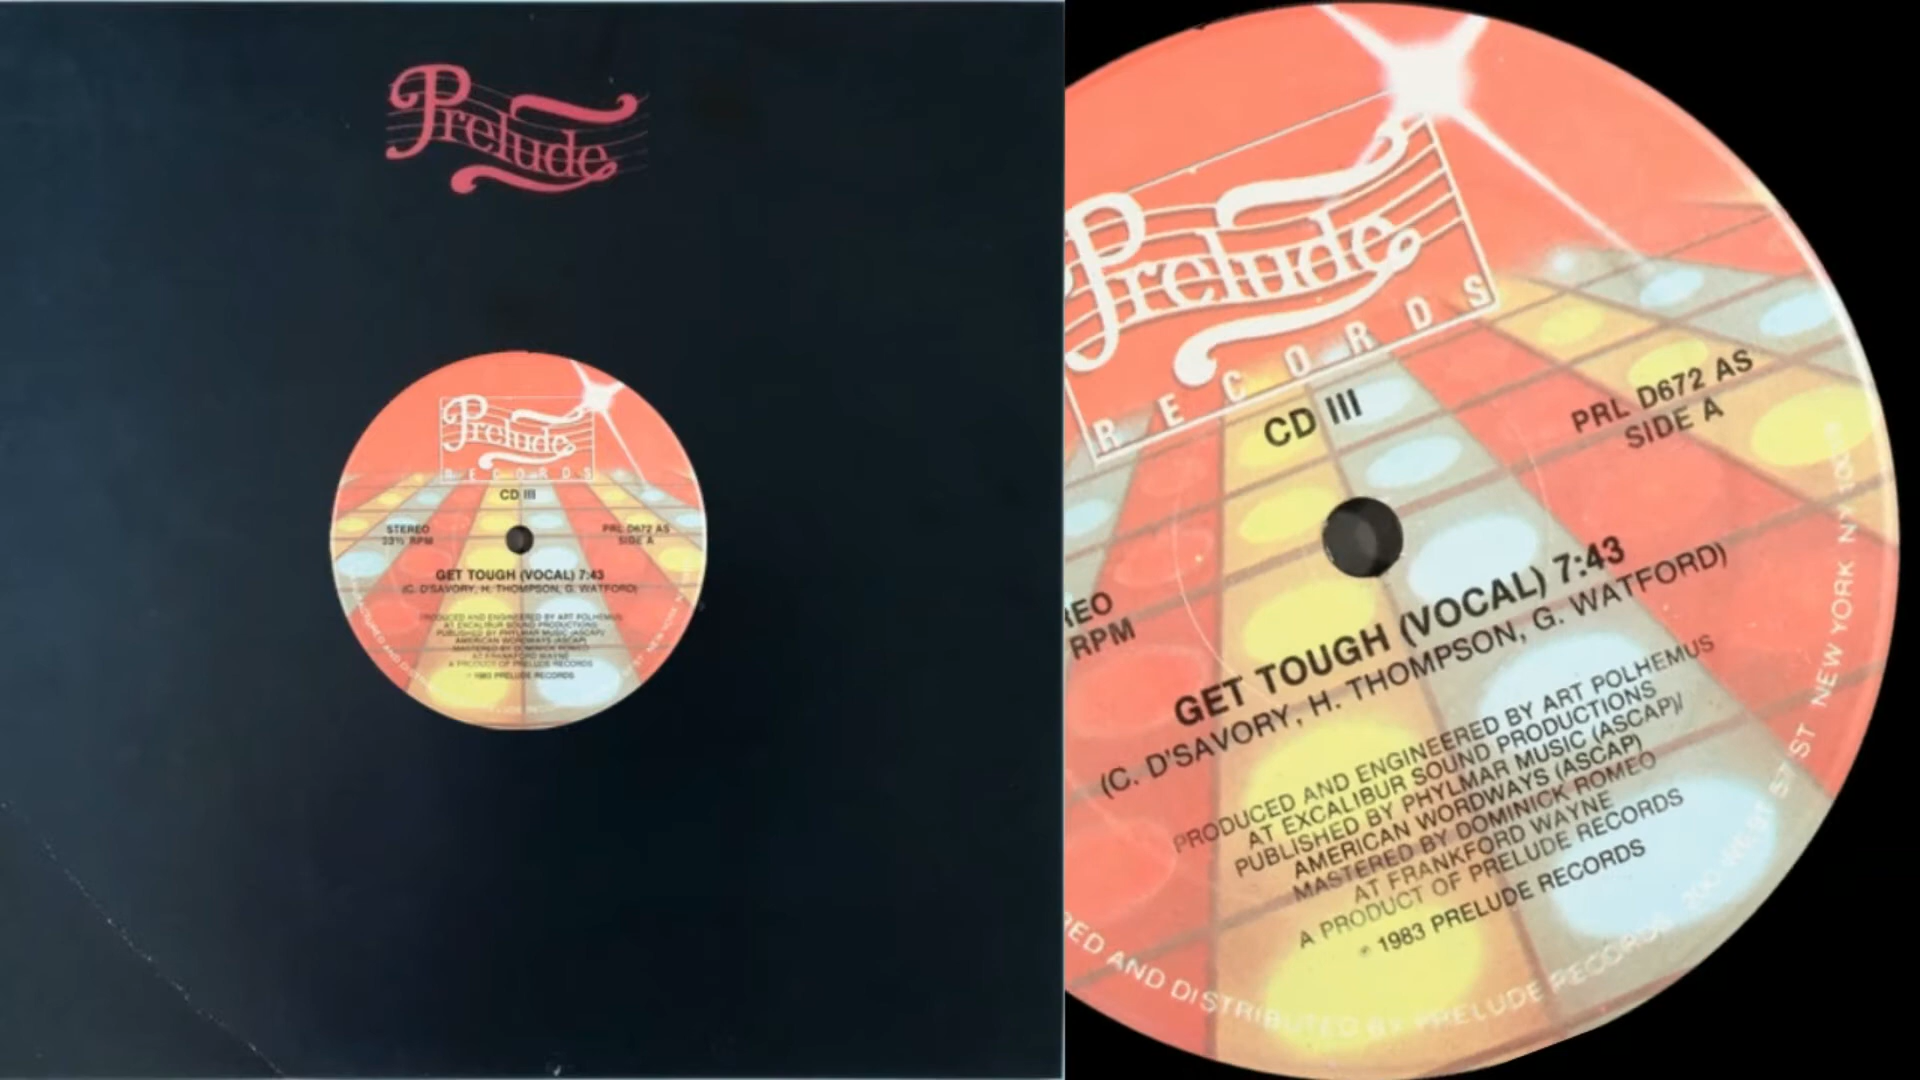 Prelude
Prelude
RECORDS
CD III
STEREO
33⅓ RPM
PRL D672 AS
SIDE A
GET TOUGH (VOCAL) 7:43
(C. D'SAVORY, H. THOMPSON, G. WATFORD)
PRODUCED AND ENGINEERED BY ART POLHEMUS
AT EXCALIBUR SOUND PRODUCTIONS
PUBLISHED BY PHYLMAR MUSIC (ASCAP)/
AMERICAN WORDWAYS (ASCAP)
MASTERED BY DOMINICK ROMEO
AT FRANKFORD WAYNE
A PRODUCT OF PRELUDE RECORDS
℗ 1983 PRELUDE RECORDS
Prelude
RECORDS
CD III
PRL D672 AS
SIDE A
REO
RPM
GET TOUGH (VOCAL) 7:43
(C. D'SAVORY, H. THOMPSON, G. WATFORD)
PRODUCED AND ENGINEERED BY ART POLHEMUS
AT EXCALIBUR SOUND PRODUCTIONS
PUBLISHED BY PHYLMAR MUSIC (ASCAP)/
AMERICAN WORDWAYS (ASCAP)
MASTERED BY DOMINICK ROMEO
AT FRANKFORD WAYNE
A PRODUCT OF PRELUDE RECORDS
℗ 1983 PRELUDE RECORDS
RED AND DISTRIBUTED BY PRELUDE RECORDS 200 WEST 57 ST NEW YORK NY